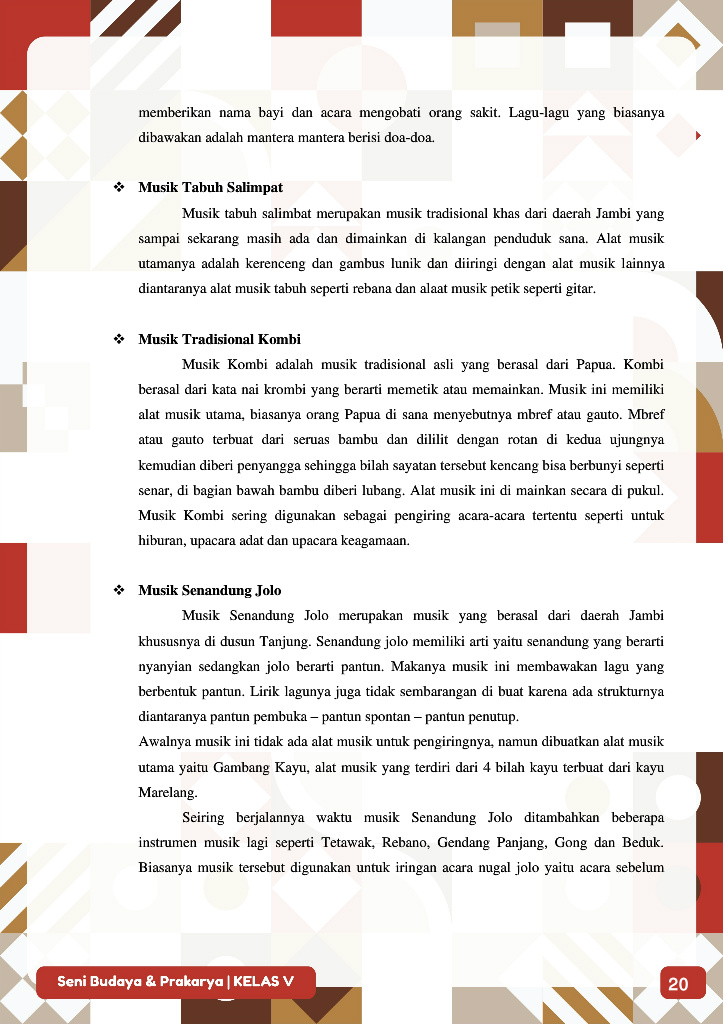 memberikan nama bayi dan acara mengobati orang sakit. Lagu-lagu yang biasanya
dibawakan adalah mantera mantera berisi doa-doa.
❖ Musik Tabuh Salimpat
Musik tabuh salimbat merupakan musik tradisional khas dari daerah Jambi yang
sampai sekarang masih ada dan dimainkan di kalangan penduduk sana. Alat musik
utamanya adalah kerenceng dan gambus lunik dan diiringi dengan alat musik lainnya
diantaranya alat musik tabuh seperti rebana dan alaat musik petik seperti gitar.
❖ Musik Tradisional Kombi
Musik Kombi adalah musik tradisional asli yang berasal dari Papua. Kombi
berasal dari kata nai krombi yang berarti memetik atau memainkan. Musik ini memiliki
alat musik utama, biasanya orang Papua di sana menyebutnya mbref atau gauto. Mbref
atau gauto terbuat dari seruas bambu dan dililit dengan rotan di kedua ujungnya
kemudian diberi penyangga sehingga bilah sayatan tersebut kencang bisa berbunyi seperti
senar, di bagian bawah bambu diberi lubang. Alat musik ini di mainkan secara di pukul.
Musik Kombi sering digunakan sebagai pengiring acara-acara tertentu seperti untuk
hiburan, upacara adat dan upacara keagamaan.
❖ Musik Senandung Jolo
Musik Senandung Jolo merupakan musik yang berasal dari daerah Jambi
khususnya di dusun Tanjung. Senandung jolo memiliki arti yaitu senandung yang berarti
nyanyian sedangkan jolo berarti pantun. Makanya musik ini membawakan lagu yang
berbentuk pantun. Lirik lagunya juga tidak sembarangan di buat karena ada strukturnya
diantaranya pantun pembuka – pantun spontan – pantun penutup.
Awalnya musik ini tidak ada alat musik untuk pengiringnya, namun dibuatkan alat musik
utama yaitu Gambang Kayu, alat musik yang terdiri dari 4 bilah kayu terbuat dari kayu
Marelang.
Seiring berjalannya waktu musik Senandung Jolo ditambahkan beberapa
instrumen musik lagi seperti Tetawak, Rebano, Gendang Panjang, Gong dan Beduk.
Biasanya musik tersebut digunakan untuk iringan acara nugal jolo yaitu acara sebelum
Seni Budaya & Prakarya | KELAS V
20